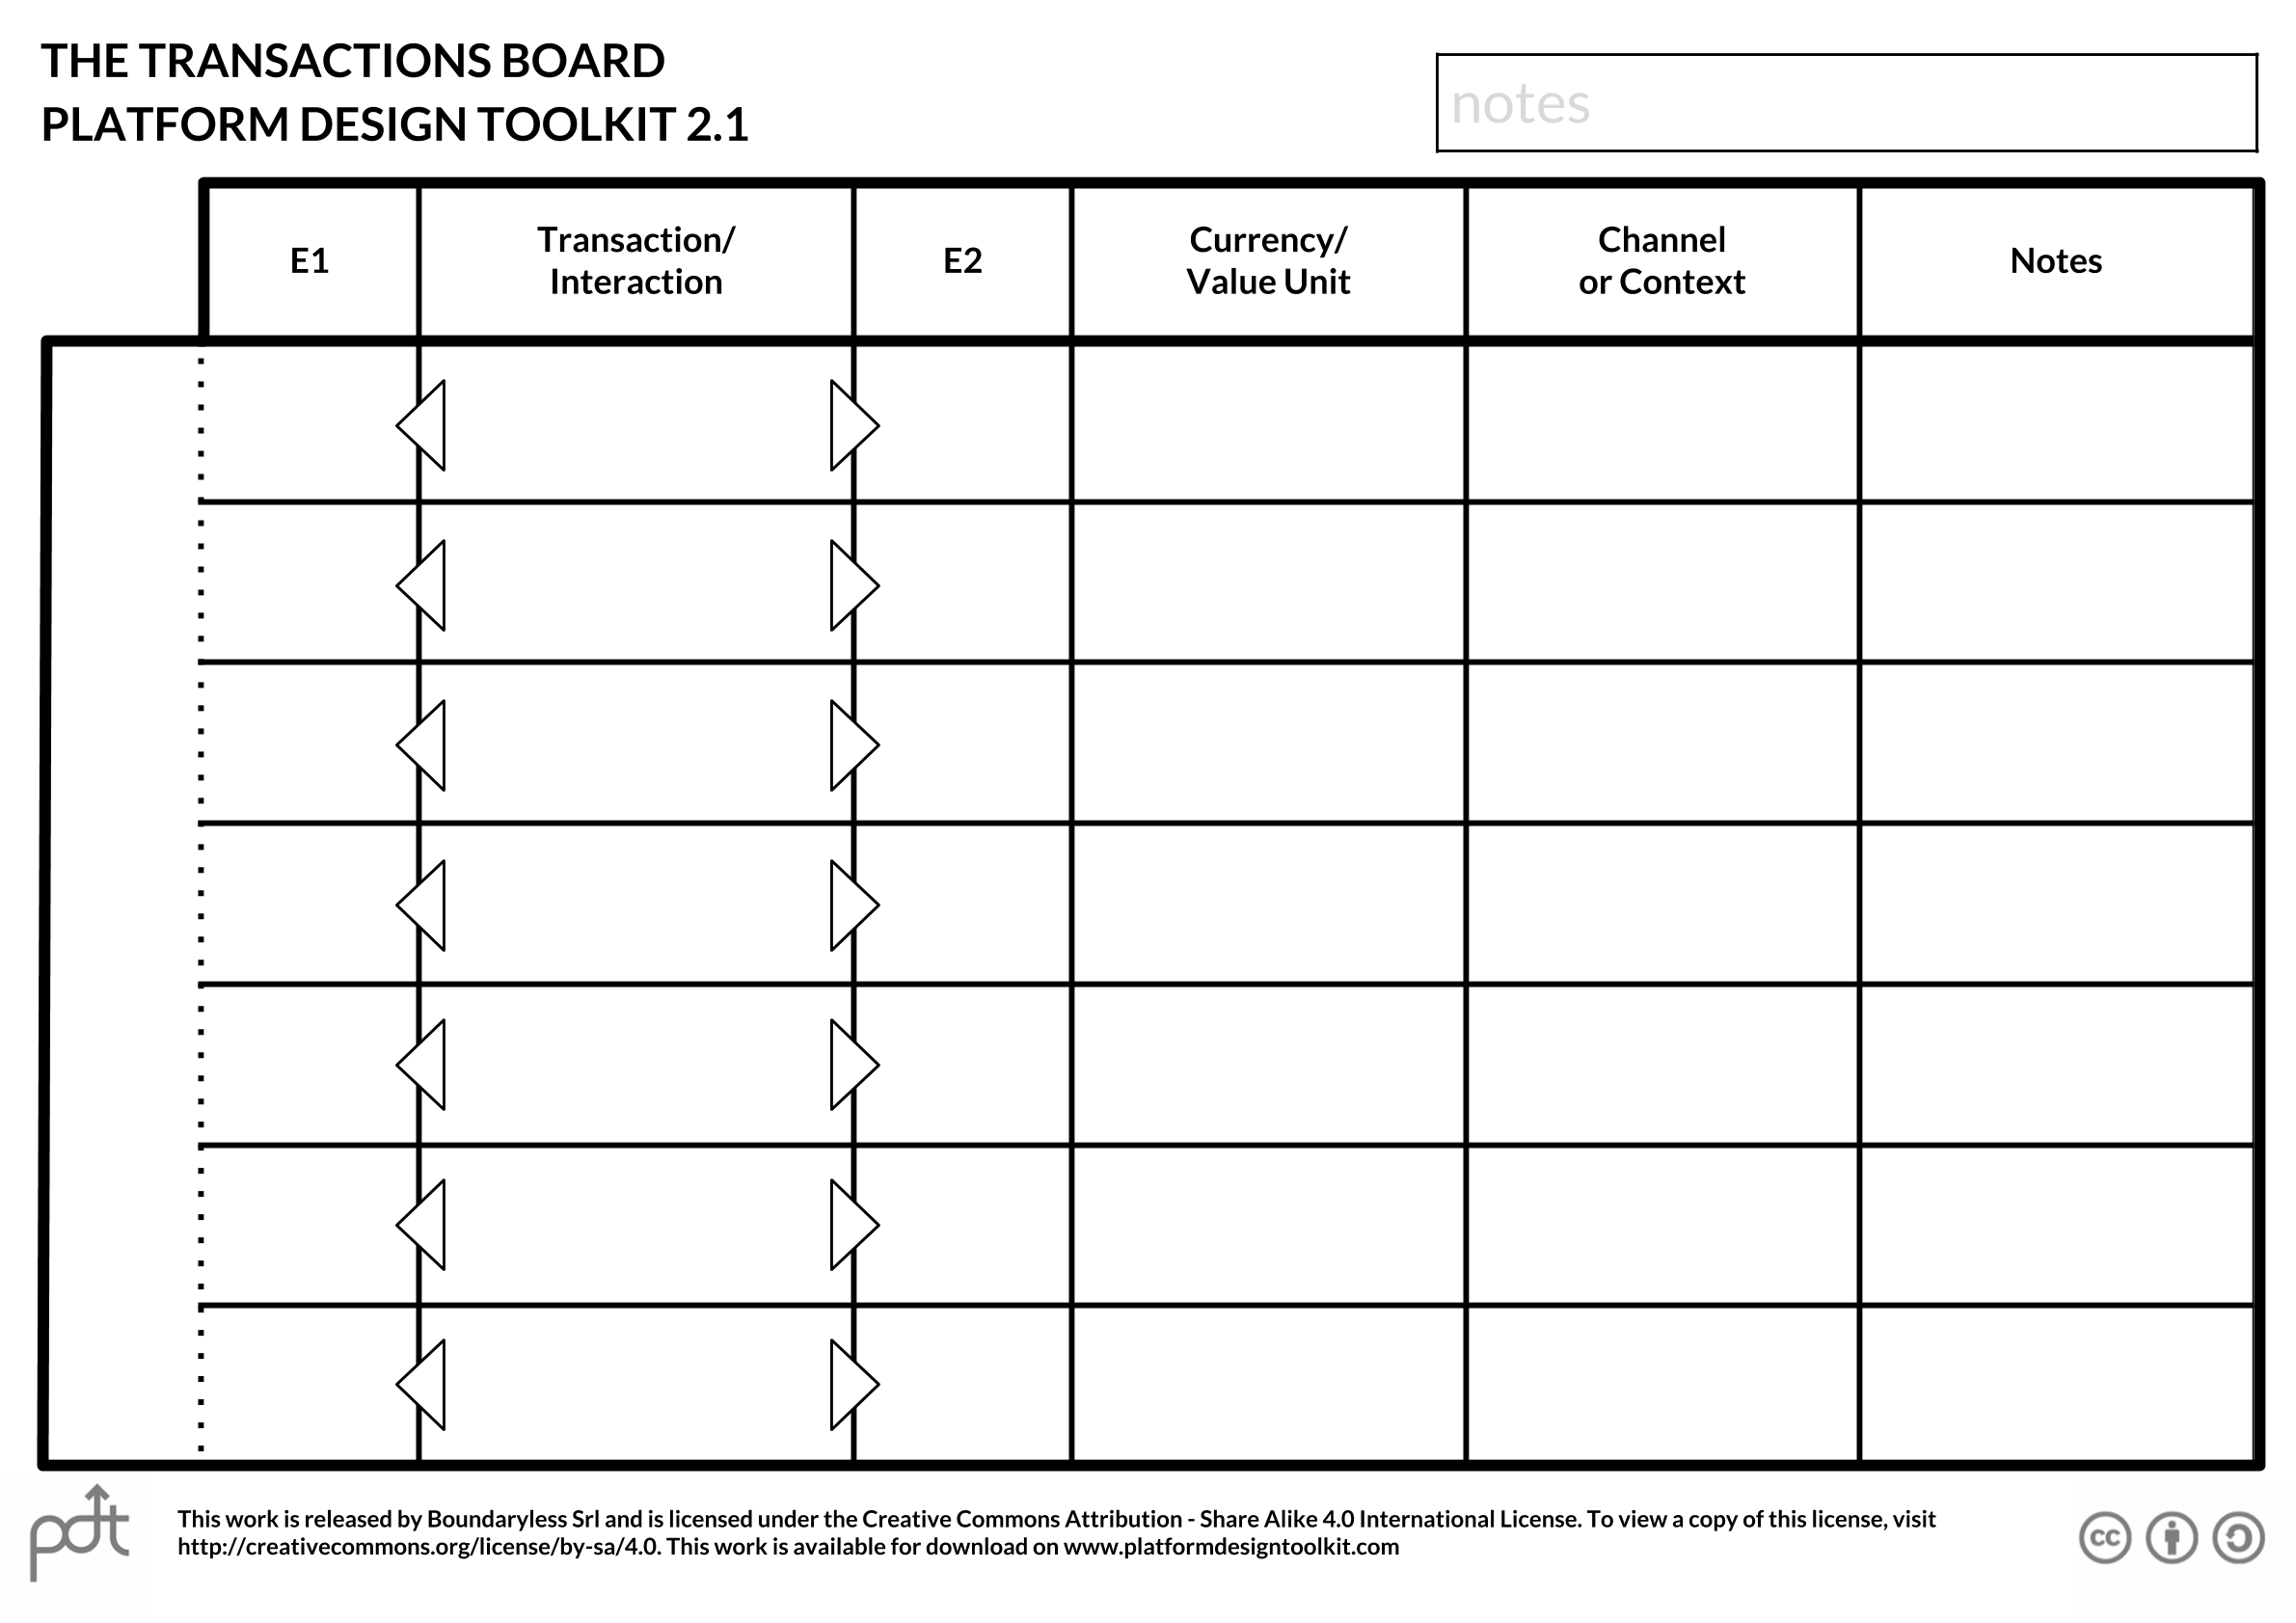 THE TRANSACTIONS BOARD
PLATFORM DESIGN TOOLKIT 2.1
notes
E1
Transaction/
Interaction
E2
Currency/
Value Unit
Channel
or Context
Notes
pdt
This work is released by Boundaryless Srl and is licensed under the Creative Commons Attribution - Share Alike 4.0 International License. To view a copy of this license, visit
http://creativecommons.org/license/by-sa/4.0. This work is available for download on www.platformdesigntoolkit.com
cc